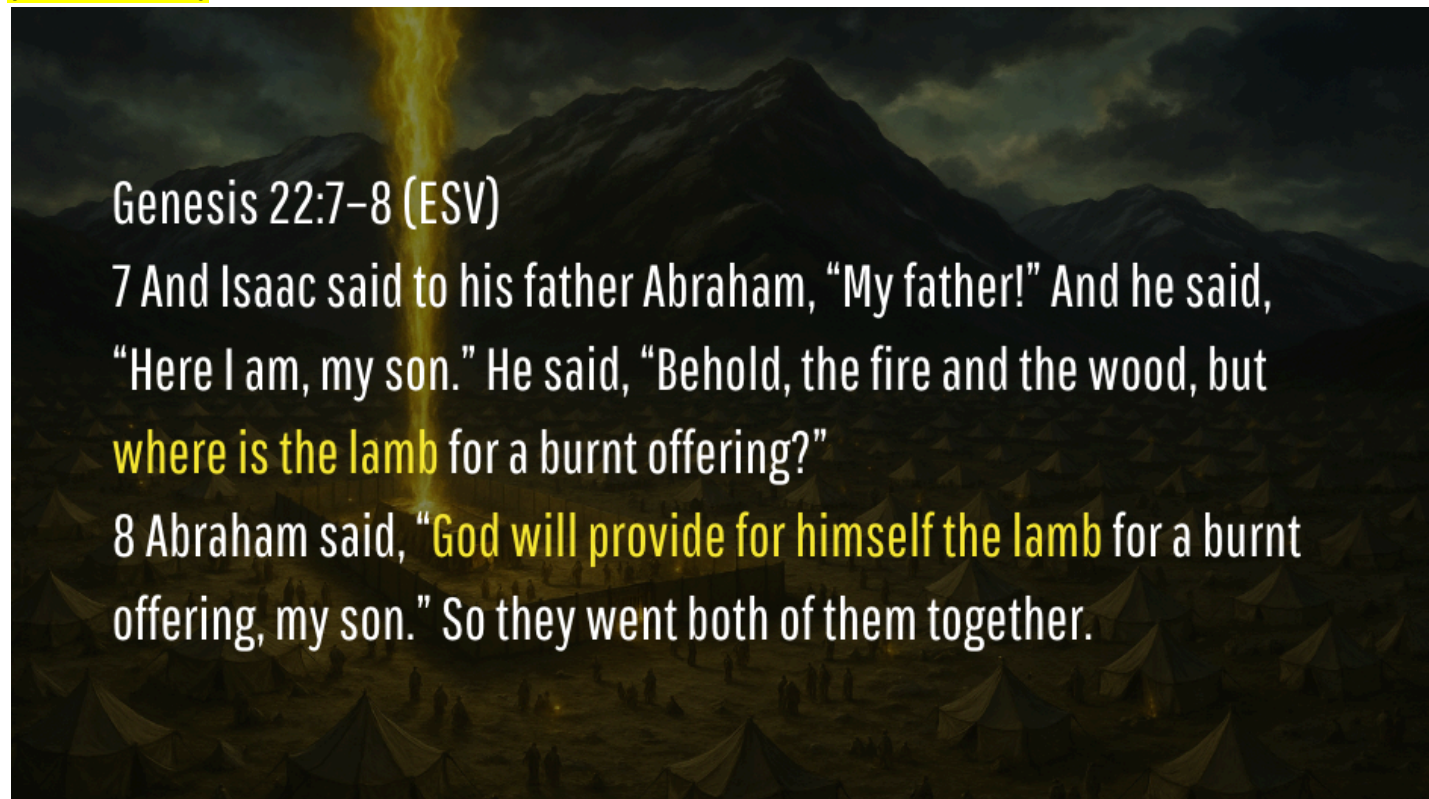 Genesis 22:7–8 (ESV)
7 And Isaac said to his father Abraham, “My father!” And he said,
“Here I am, my son.” He said, “Behold, the fire and the wood, but
where is the lamb for a burnt offering?”
8 Abraham said, “God will provide for himself the lamb for a burnt
offering, my son.” So they went both of them together.